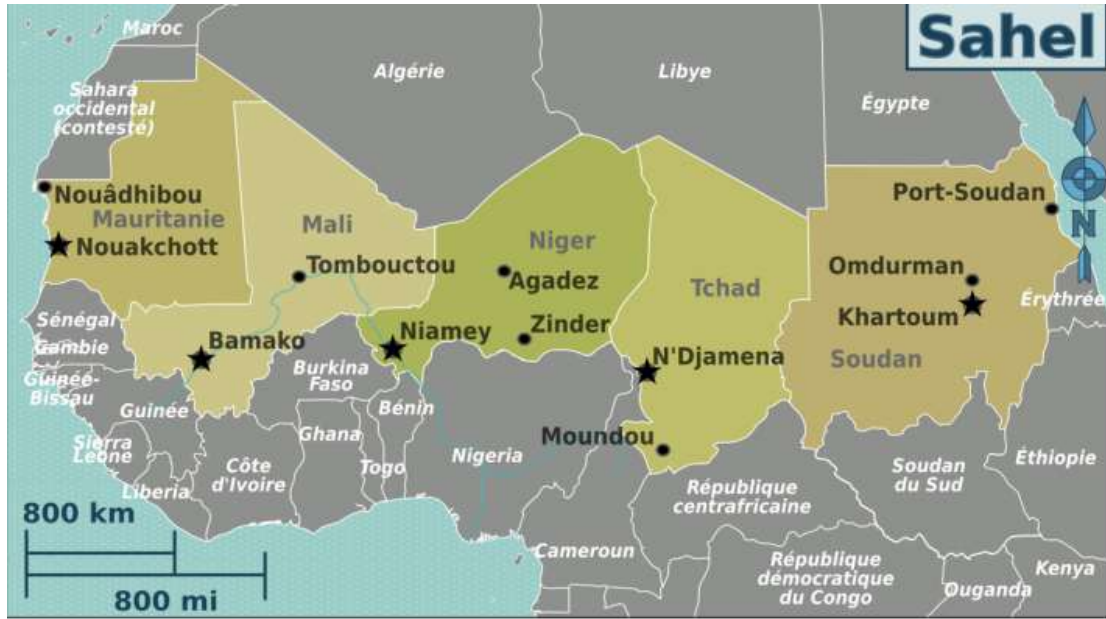 Sahel
Maroc
Algérie
Libye
Égypte
Sahara
occidental
(contesté)
Nouâdhibou
Mauritanie
Nouakchott
Mali
Tombouctou
Niger
Agadez
Zinder
Tchad
Port-Soudan
N
Omdurman
Khartoum
Érythrée
Soudan
Sénégal
Gambie
Bamako
Niamey
N'Djamena
Guinée-
Bissau
Burkina
Faso
Guinée
Bénin
Ghana
Moundou
Sierra
Leone
Côte
d'Ivoire
Togo
Nigeria
Liberia
Soudan
du Sud
Éthiopie
République
centrafricaine
800 km
Cameroun
République
démocratique
du Congo
Ouganda
Kenya
800 mi